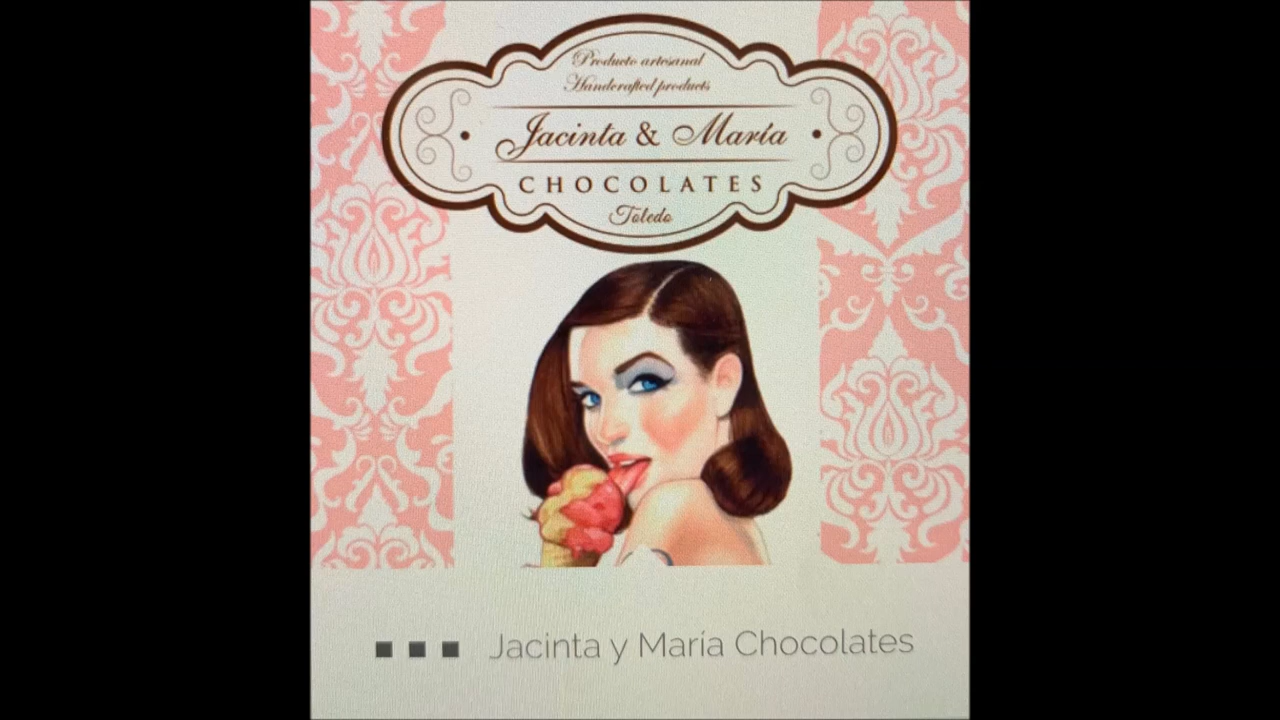 Producto artesanal
Handcrafted products
Jacinta & María
CHOCOLATES
Toledo
Jacinta y María Chocolates